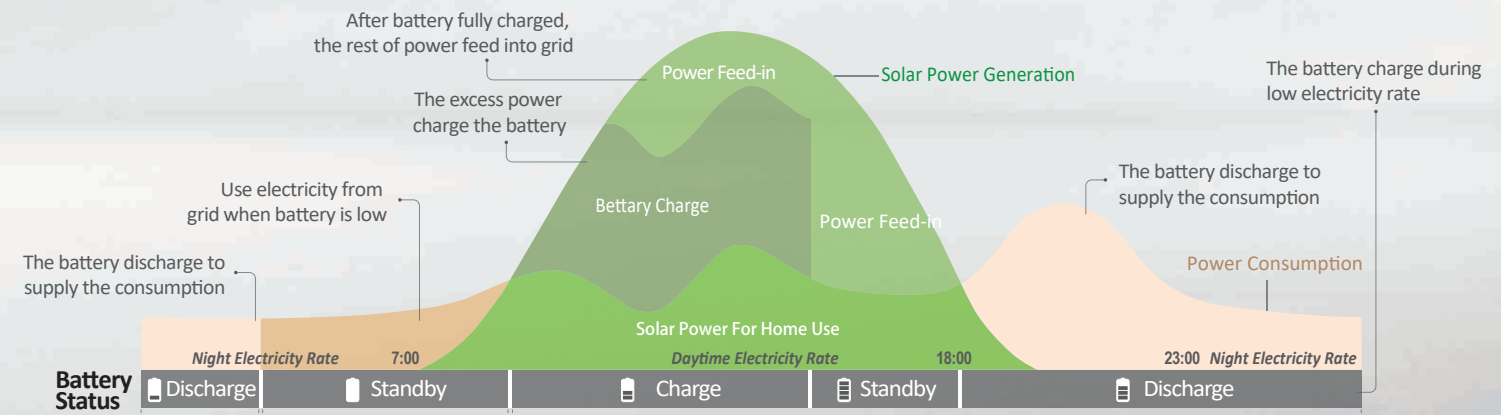 After battery fully charged,
the rest of power feed into grid
Power Feed-in
Solar Power Generation
The battery charge during
low electricity rate
The excess power
charge the battery
Use electricity from
grid when battery is low
Bettary Charge
Power Feed-in
The battery discharge to
supply the consumption
The battery discharge to
supply the consumption
Power Consumption
Solar Power For Home Use
Night Electricity Rate 7:00 Daytime Electricity Rate 18:00 23:00 Night Electricity Rate
Battery
Status
Discharge Standby Charge Standby Discharge